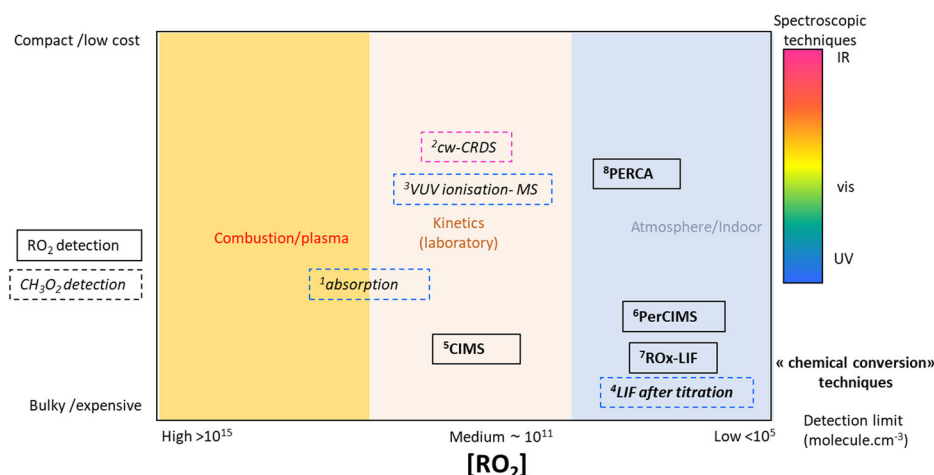 Spectroscopic
techniques
Compact /low cost
IR
²cw-CRDS
⁸PERCA
³VUV ionisation- MS
vis
Kinetics
(laboratory)
Atmosphere/Indoor
Combustion/plasma
RO₂ detection
UV
CH₃O₂ detection
¹absorption
⁶PerCIMS
⁵CIMS
⁷ROx-LIF
« chemical conversion»
techniques
⁴LIF after titration
Bulky /expensive
Detection limit
(molecule.cm⁻³)
High >10¹⁵
Medium ~ 10¹¹
Low <10⁵
[RO₂]